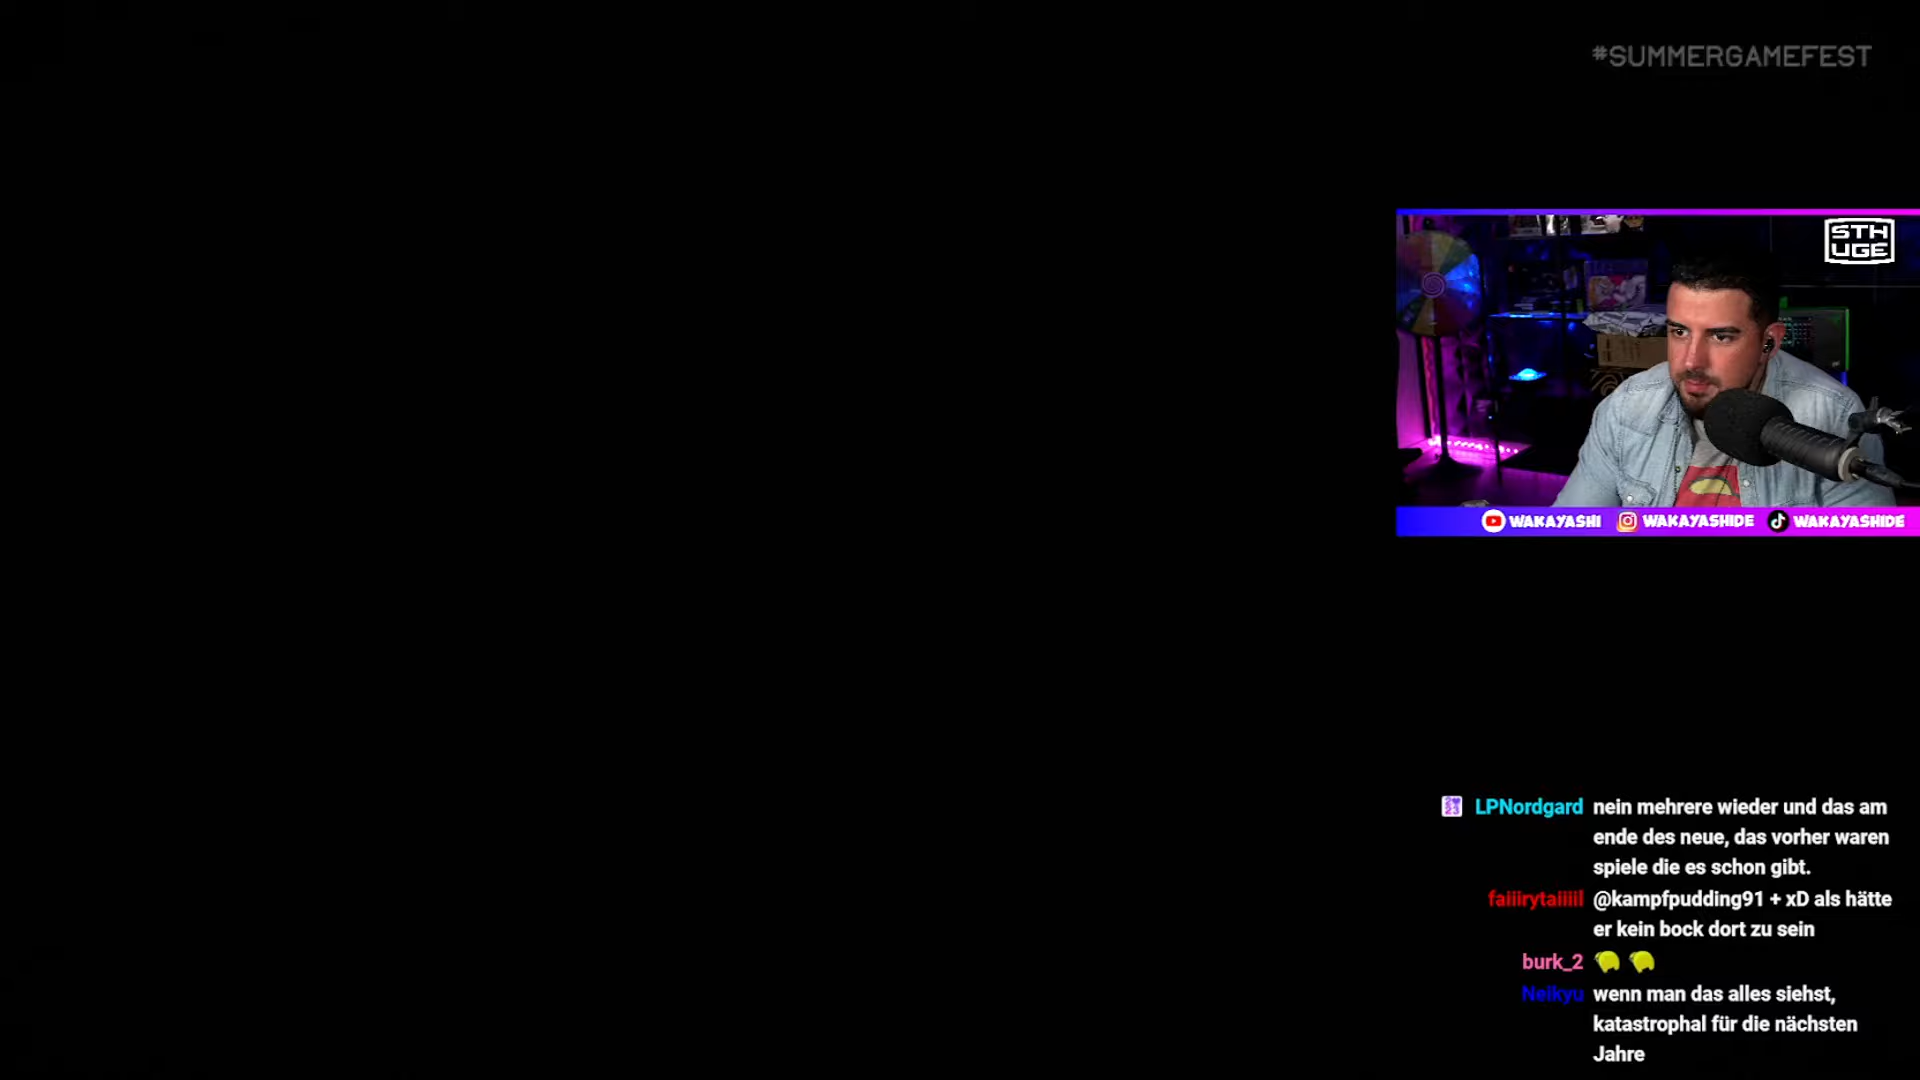 #SUMMERGAMEFEST
STH
UGE
WAKAYASHI WAKAYASHIDE WAKAYASHIDE
LPNordgard nein mehrere wieder und das am
ende des neue, das vorher waren
spiele die es schon gibt.
faiiirytaiiiil @kampfpudding91 + xD als hätte
er kein bock dort zu sein
burk_2
Neikyu wenn man das alles siehst,
katastrophal für die nächsten
Jahre